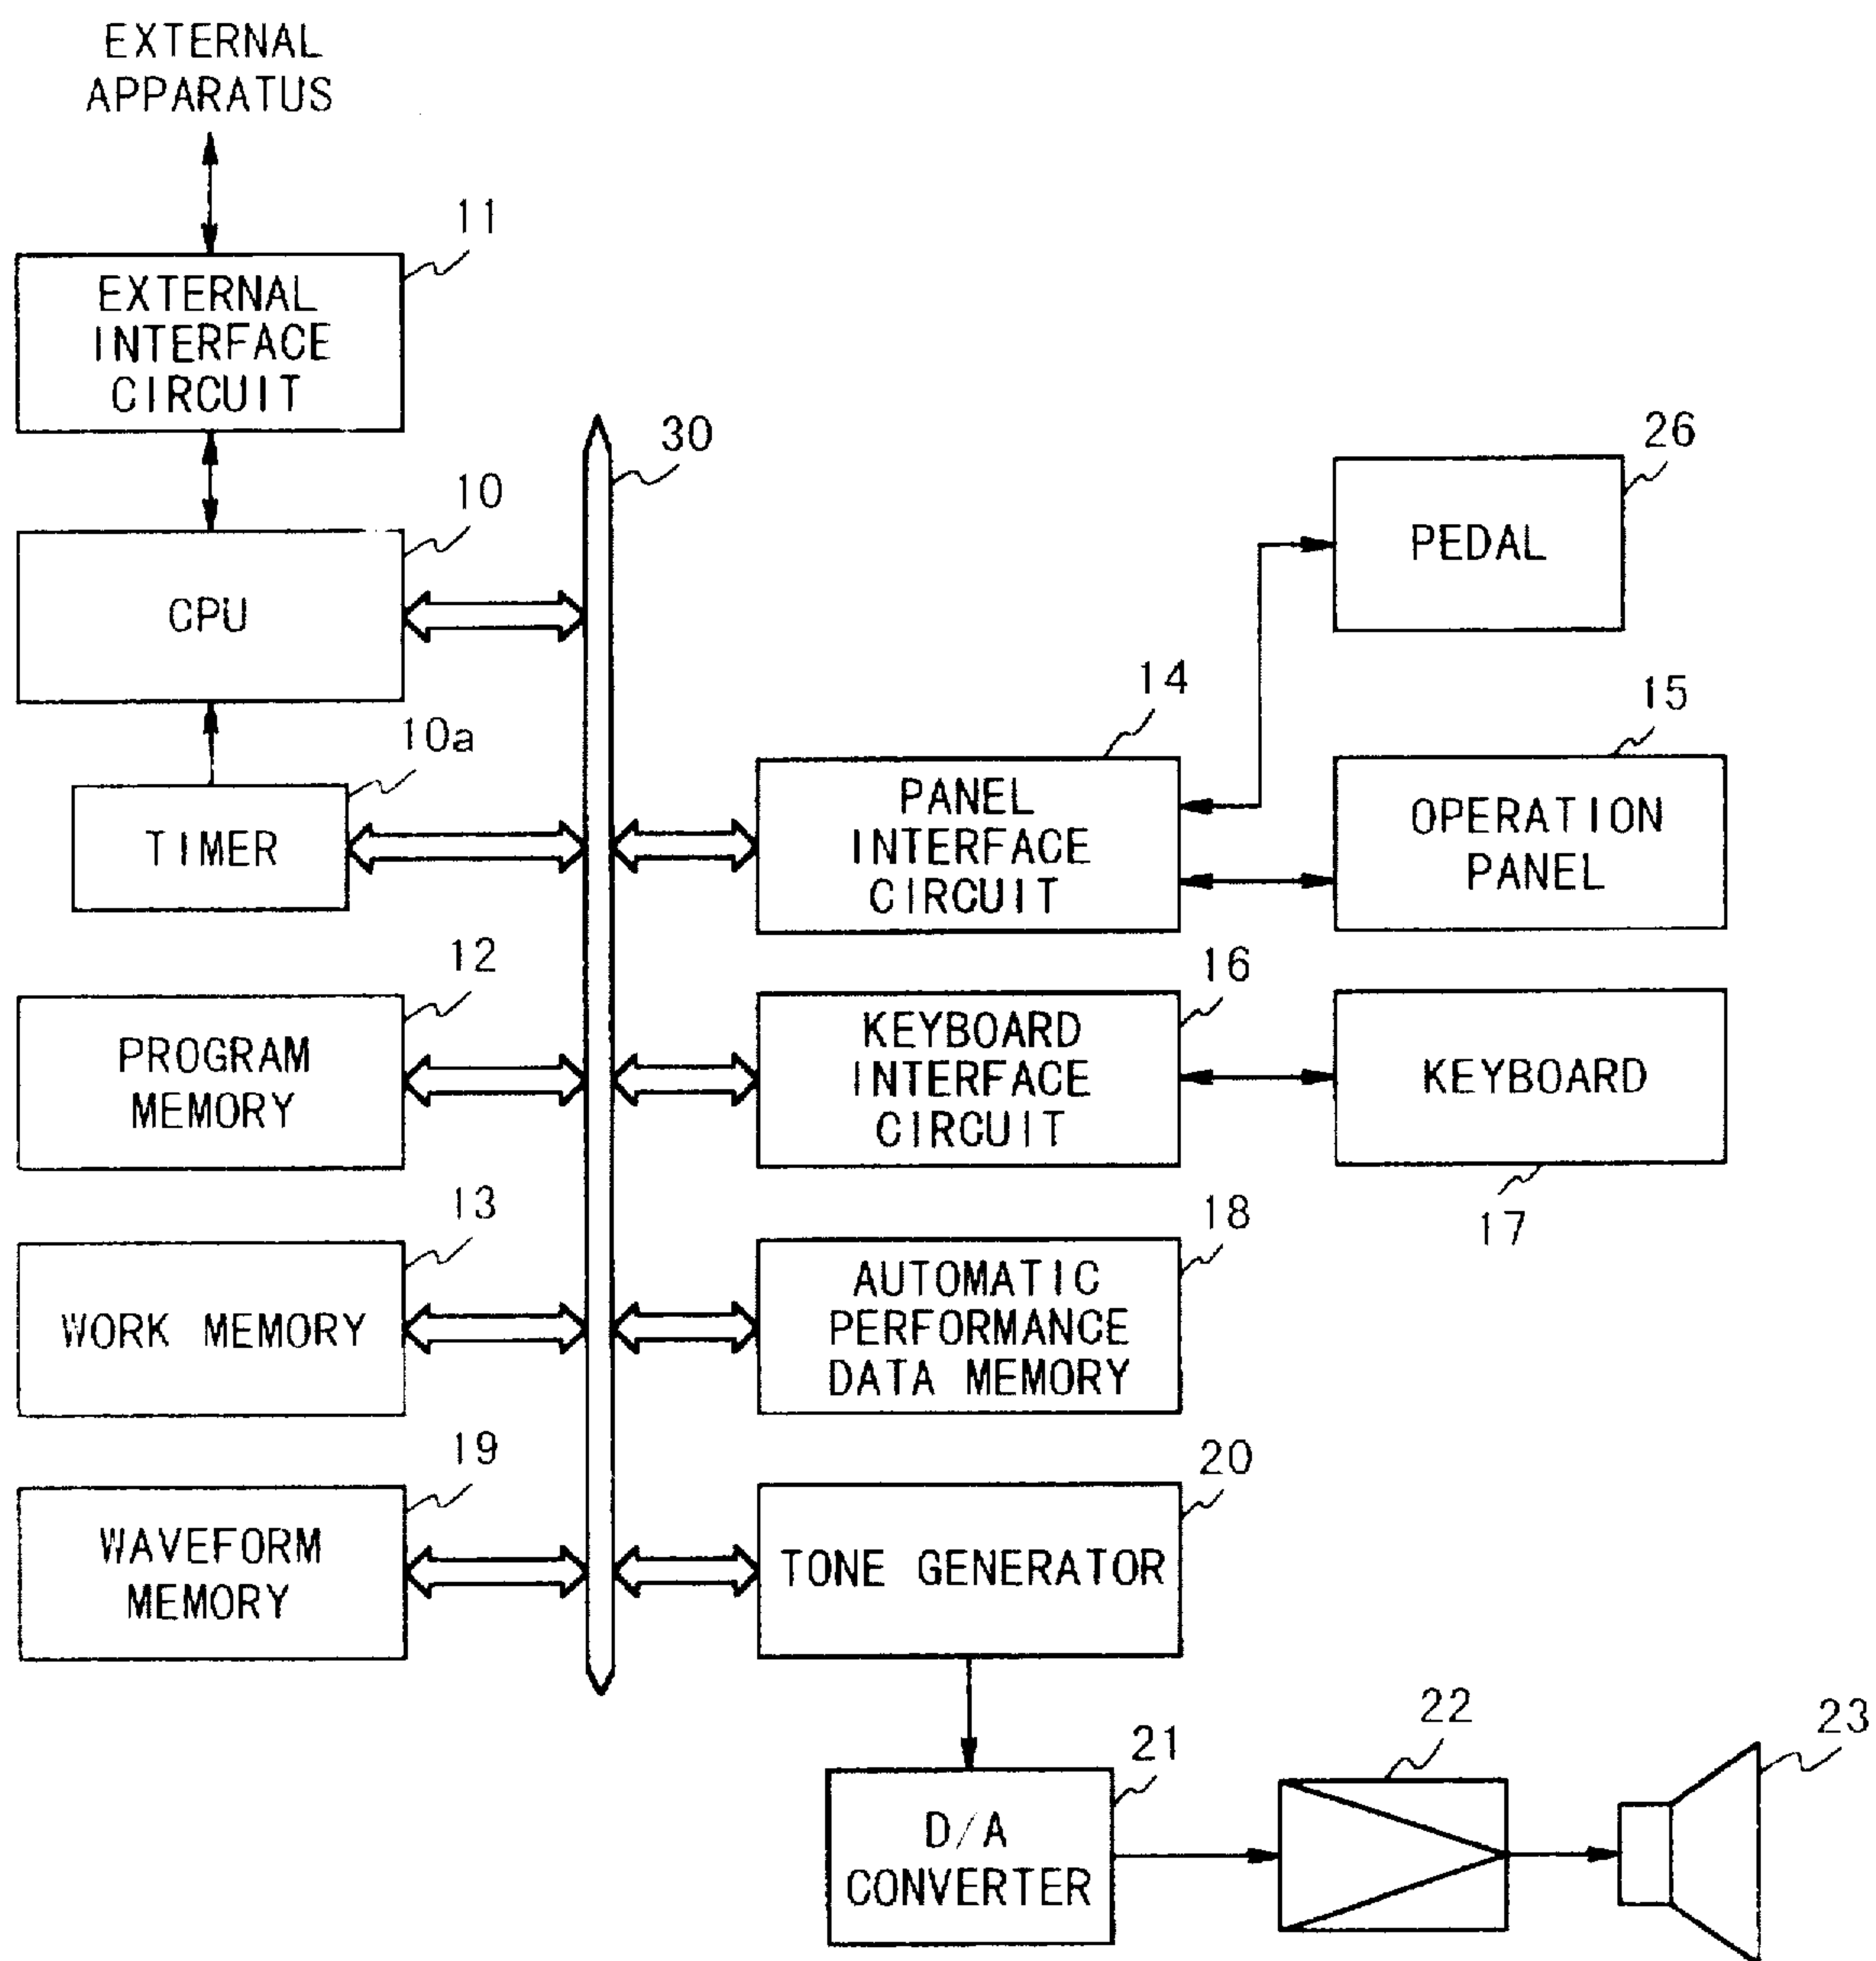 EXTERNAL
APPARATUS
11
EXTERNAL
INTERFACE
CIRCUIT
30
26
10
PEDAL
CPU
14
15
10a
PANEL
INTERFACE
CIRCUIT
OPERATION
PANEL
TIMER
12
16
PROGRAM
MEMORY
KEYBOARD
INTERFACE
CIRCUIT
KEYBOARD
17
13
18
WORK MEMORY
AUTOMATIC
PERFORMANCE
DATA MEMORY
19
20
WAVEFORM
MEMORY
TONE GENERATOR
21
22
23
D/A
CONVERTER